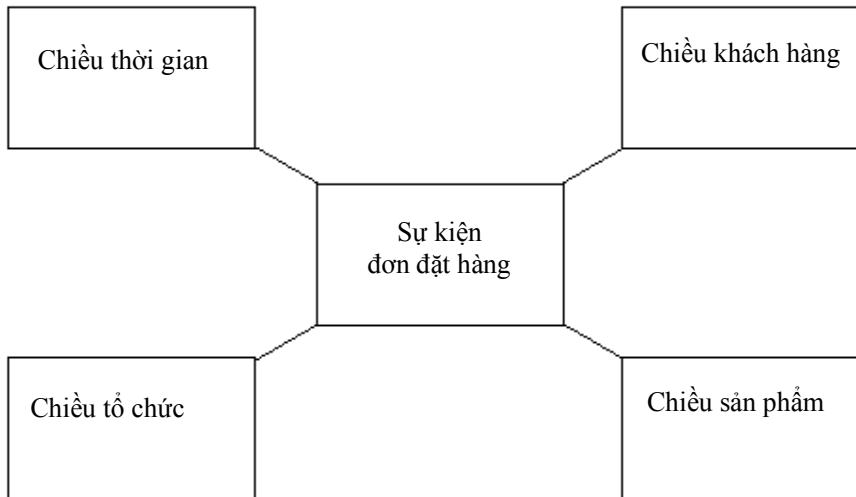 Chiều thời gian
Chiều khách hàng
Sự kiện
đơn đặt hàng
Chiều tổ chức
Chiều sản phẩm